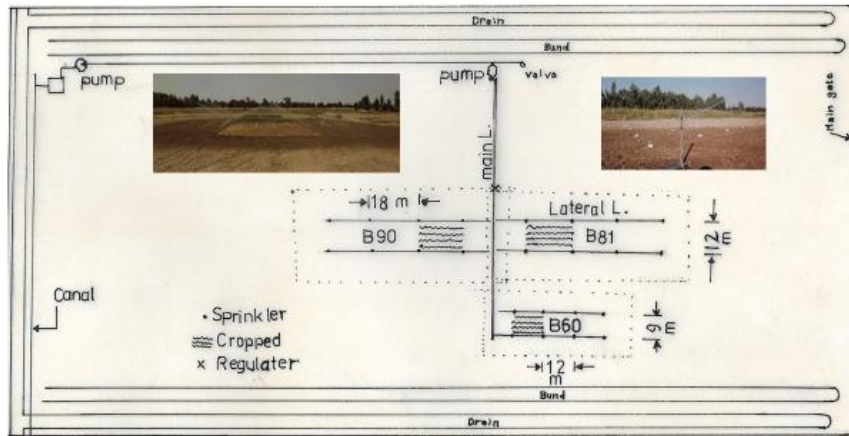 Drain
Bund
pump
pump
valve
Main gate
main L.
18 m
Lateral L.
B90
B81
12 m
Canal
Sprinkler
Cropped
Regulater
B60
9 m
12 m
Bund
Drain